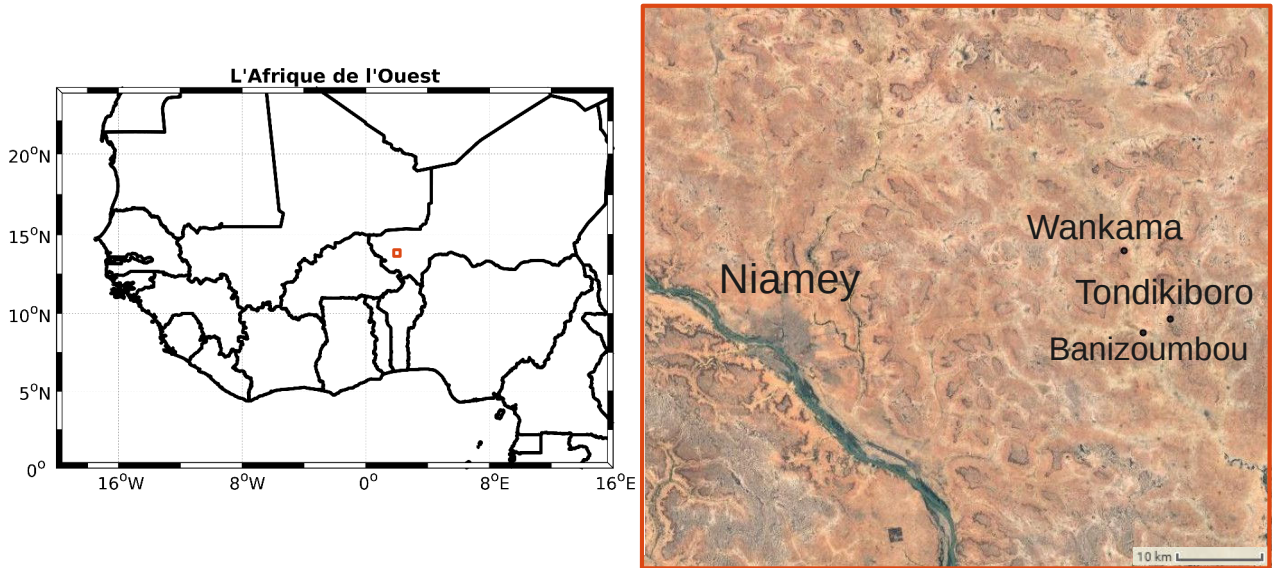 L'Afrique de l'Ouest
20°N
15°N
10°N
5°N
0°
16°W
8°W
0°
8°E
16°E
Wankama
Niamey
Tondikiboro
Banizoumbou
10 km